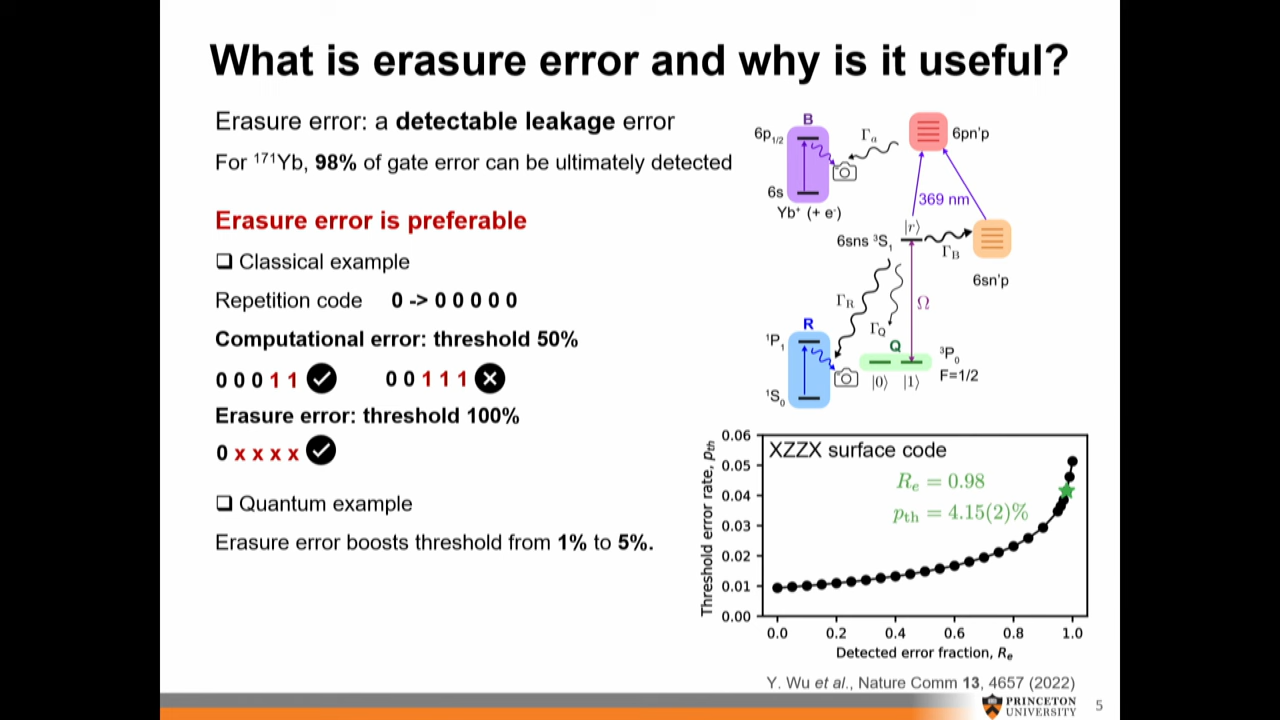 What is erasure error and why is it useful?
Erasure error: a detectable leakage error
For ¹⁷¹Yb, 98% of gate error can be ultimately detected
Erasure error is preferable
❑ Classical example
Repetition code 0 -> 0 0 0 0 0
Computational error: threshold 50%
0 0 0 1 1 0 0 1 1 1
Erasure error: threshold 100%
0 x x x x
❑ Quantum example
Erasure error boosts threshold from 1% to 5%.
B
6p₁/₂
Γₐ
6pn'p
6s
Yb⁺ (+ e⁻)
369 nm
|r⟩
6sns ³S₁
Γ_B
6sn'p
Γ_R
Ω
Γ_Q
R
Q
¹P₁
³P₀
|0⟩ |1⟩
F=1/2
¹S₀
XZZX surface code
Rₑ = 0.98
pₜₕ = 4.15(2)%
Threshold error rate, pₜₕ
0.06
0.05
0.04
0.03
0.02
0.01
0.00
0.0 0.2 0.4 0.6 0.8 1.0
Detected error fraction, Rₑ
Y. Wu et al., Nature Comm 13, 4657 (2022)
PRINCETON
UNIVERSITY
5